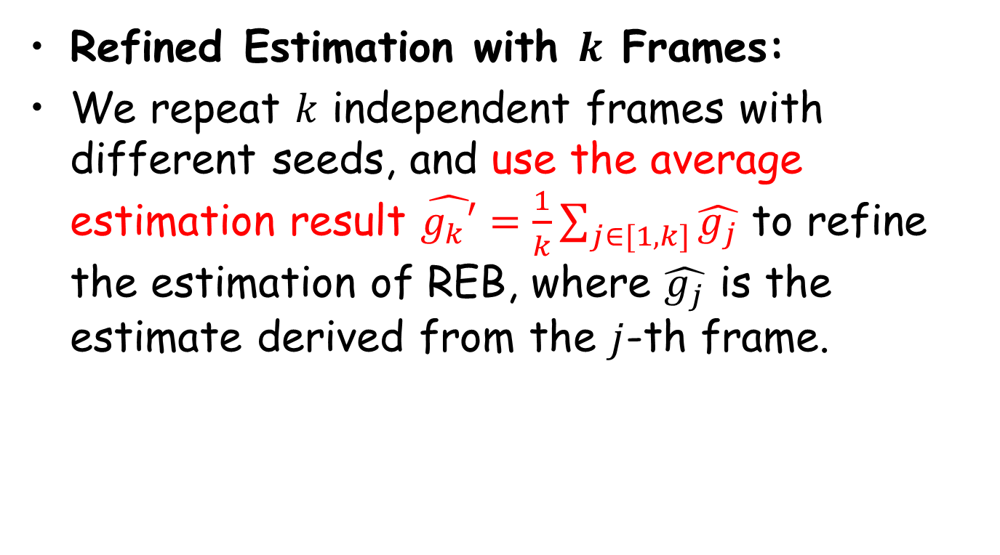 • Refined Estimation with k Frames:
• We repeat k independent frames with
different seeds, and use the average
estimation result $\widehat{g_k}' = \frac{1}{k}\sum_{j\in[1,k]} \widehat{g_j}$ to refine
the estimation of REB, where $\widehat{g_j}$ is the
estimate derived from the j-th frame.